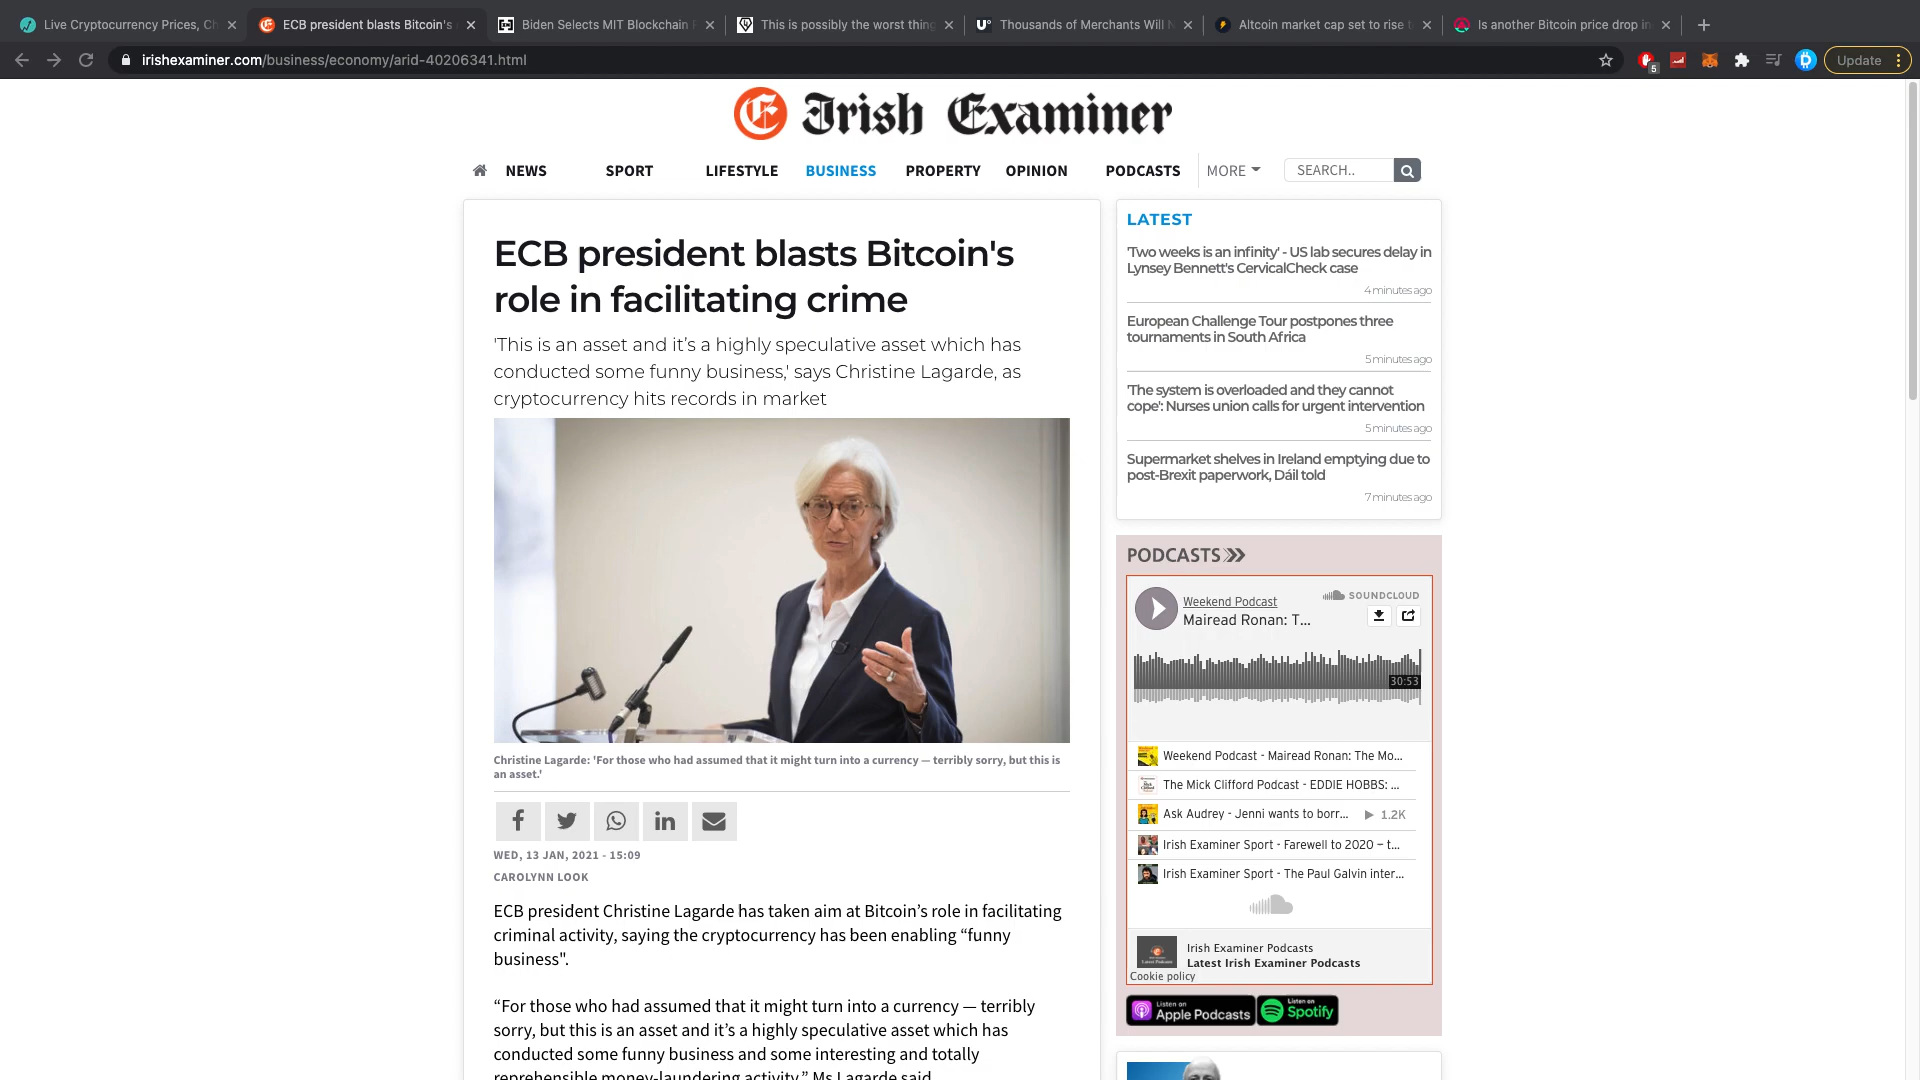 Live Cryptocurrency Prices, Ch
ECB president blasts Bitcoin's
Biden Selects MIT Blockchain
This is possibly the worst thing
Thousands of Merchants Will
Altcoin market cap set to rise
Is another Bitcoin price drop in
irishexaminer.com/business/economy/arid-40206341.html
5
Update
Irish Examiner
NEWS SPORT LIFESTYLE BUSINESS PROPERTY OPINION PODCASTS MORE SEARCH..
ECB president blasts Bitcoin's
role in facilitating crime
'This is an asset and it’s a highly speculative asset which has
conducted some funny business,' says Christine Lagarde, as
cryptocurrency hits records in market
Christine Lagarde: 'For those who had assumed that it might turn into a currency — terribly sorry, but this is
an asset.'
WED, 13 JAN, 2021 - 15:09
CAROLYNN LOOK
ECB president Christine Lagarde has taken aim at Bitcoin’s role in facilitating
criminal activity, saying the cryptocurrency has been enabling “funny
business".
“For those who had assumed that it might turn into a currency — terribly
sorry, but this is an asset and it’s a highly speculative asset which has
conducted some funny business and some interesting and totally
reprehensible money-laundering activity,” Ms Lagarde said
LATEST
'Two weeks is an infinity' - US lab secures delay in
Lynsey Bennett's CervicalCheck case
4 minutes ago
European Challenge Tour postpones three
tournaments in South Africa
5 minutes ago
'The system is overloaded and they cannot
cope': Nurses union calls for urgent intervention
5 minutes ago
Supermarket shelves in Ireland emptying due to
post-Brexit paperwork, Dáil told
7 minutes ago
PODCASTS
Weekend Podcast
SOUNDCLOUD
Mairead Ronan: T...
30:53
Weekend Podcast - Mairead Ronan: The Mo...
The Mick Clifford Podcast - EDDIE HOBBS: ...
Ask Audrey - Jenni wants to borr... 1.2K
Irish Examiner Sport - Farewell to 2020 – t...
Irish Examiner Sport - The Paul Galvin inter...
Irish Examiner Podcasts
Latest Irish Examiner Podcasts
Cookie policy
Listen on
Apple Podcasts
Listen on
Spotify